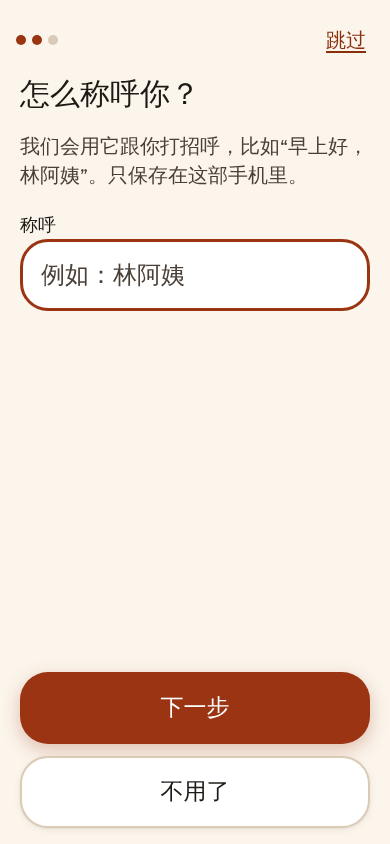 跳过
怎么称呼你？
我们会用它跟你打招呼，比如“早上好，
林阿姨”。只保存在这部手机里。
称呼
例如：林阿姨
下一步
不用了